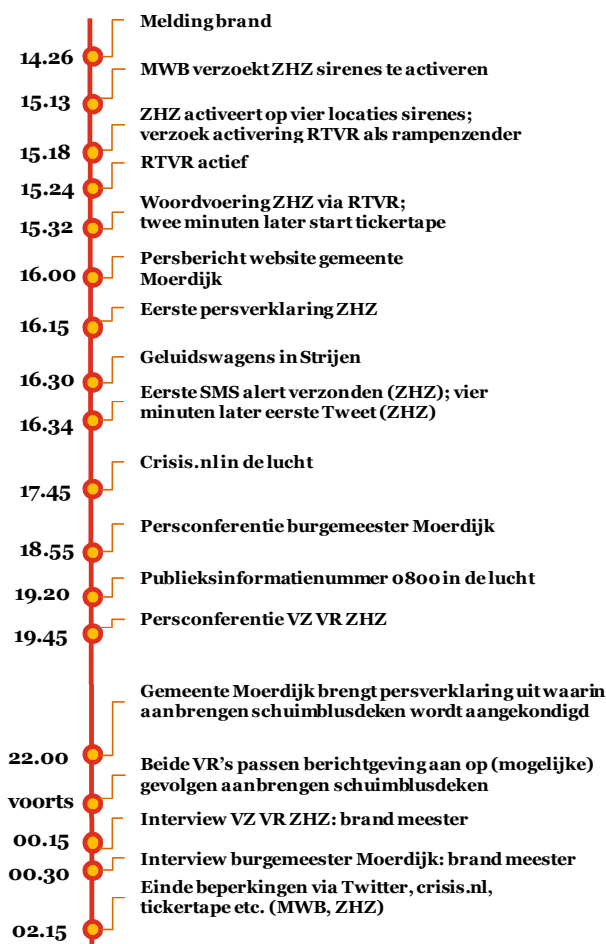 Melding brand
14.26
MWB verzoekt ZHZ sirenes te activeren
15.13
ZHZ activeert op vier locaties sirenes;
verzoek activering RTVR als rampenzender
15.18
RTVR actief
15.24
Woordvoering ZHZ via RTVR;
twee minuten later start tickertape
15.32
Persbericht website gemeente
Moerdijk
16.00
Eerste persverklaring ZHZ
16.15
Geluidswagens in Strijen
16.30
Eerste SMS alert verzonden (ZHZ); vier
minuten later eerste Tweet (ZHZ)
16.34
Crisis.nl in de lucht
17.45
Persconferentie burgemeester Moerdijk
18.55
Publieksinformatienummer 0800 in de lucht
19.20
Persconferentie VZ VR ZHZ
19.45
Gemeente Moerdijk brengt persverklaring uit waarin
aanbrengen schuimblusdeken wordt aangekondigd
22.00
Beide VR's passen berichtgeving aan op (mogelijke)
gevolgen aanbrengen schuimblusdeken
voorts
Interview VZ VR ZHZ: brand meester
00.15
Interview burgemeester Moerdijk: brand meester
00.30
Einde beperkingen via Twitter, crisis.nl,
tickertape etc. (MWB, ZHZ)
02.15